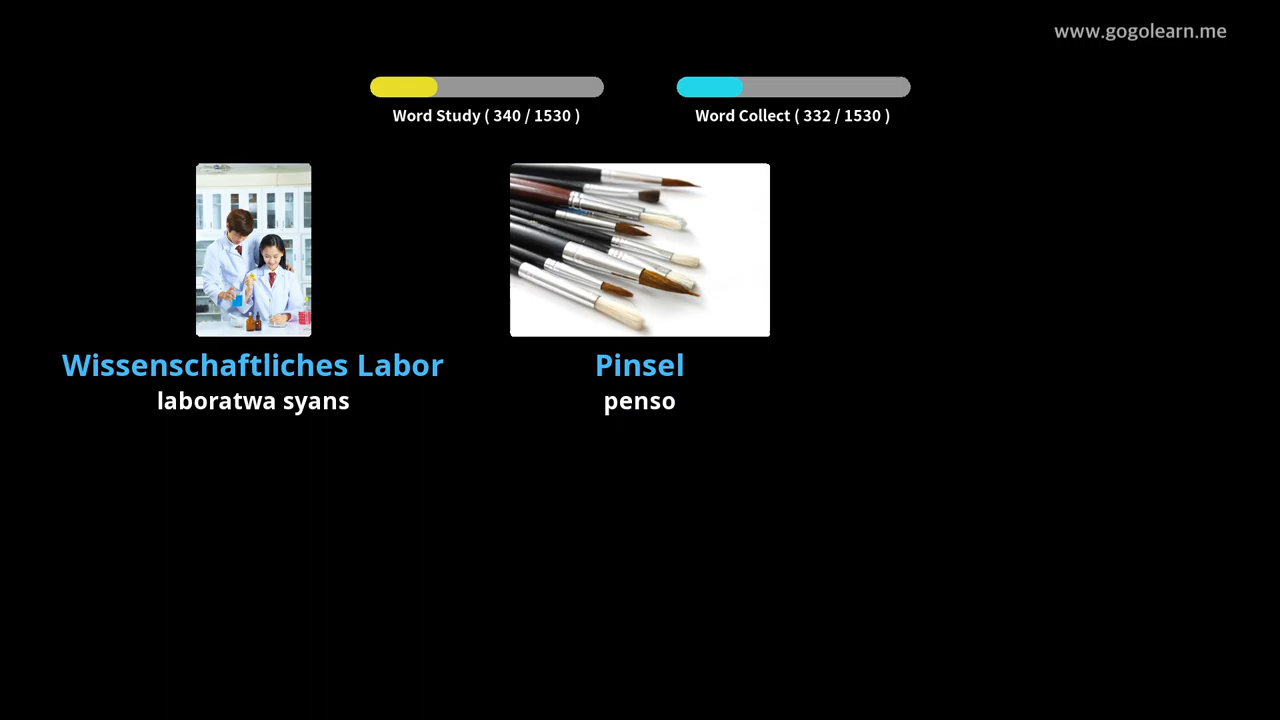 www.gogolearn.me
Word Study ( 340 / 1530 )
Word Collect ( 332 / 1530 )
Wissenschaftliches Labor
laboratwa syans
Pinsel
penso